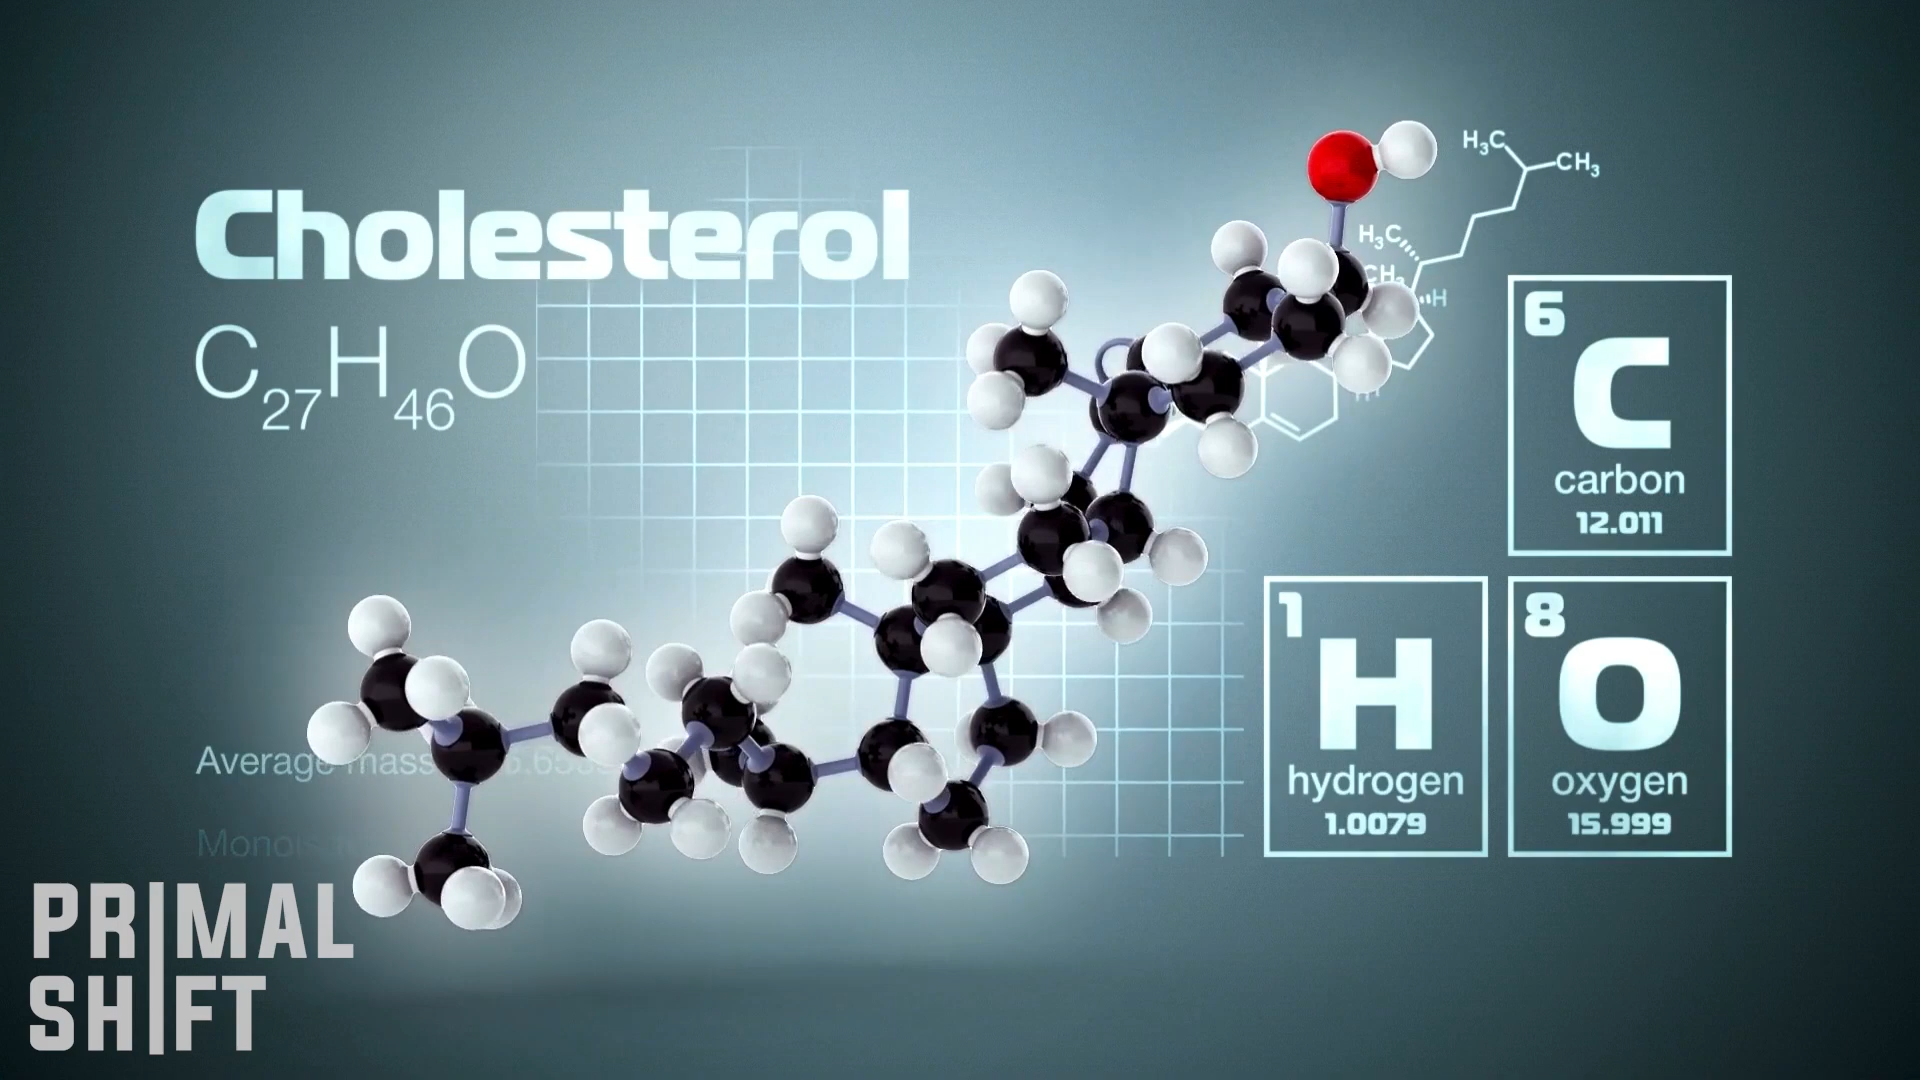 Cholesterol
C27H46O
H3C
CH3
H3C
CH3
H
6
C
carbon
12.011
1
H
hydrogen
1.0079
8
O
oxygen
15.999
Average mass
PRIMAL
SHIFT